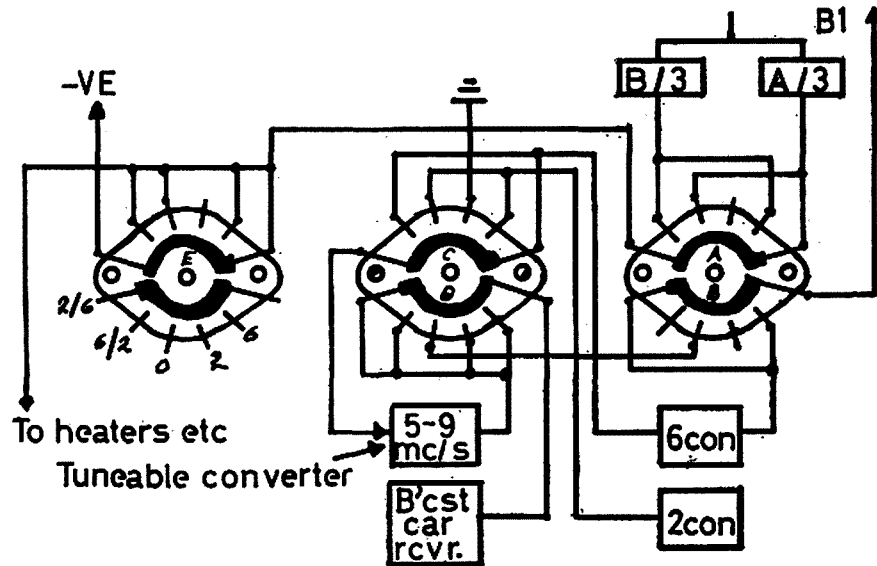 B1
B/3
A/3
-VE
E
C
D
A
B
2/6
6/2
0
2
6
To heaters etc
Tuneable converter
5-9
mc/s
6con
B'cst
car
rcvr.
2con